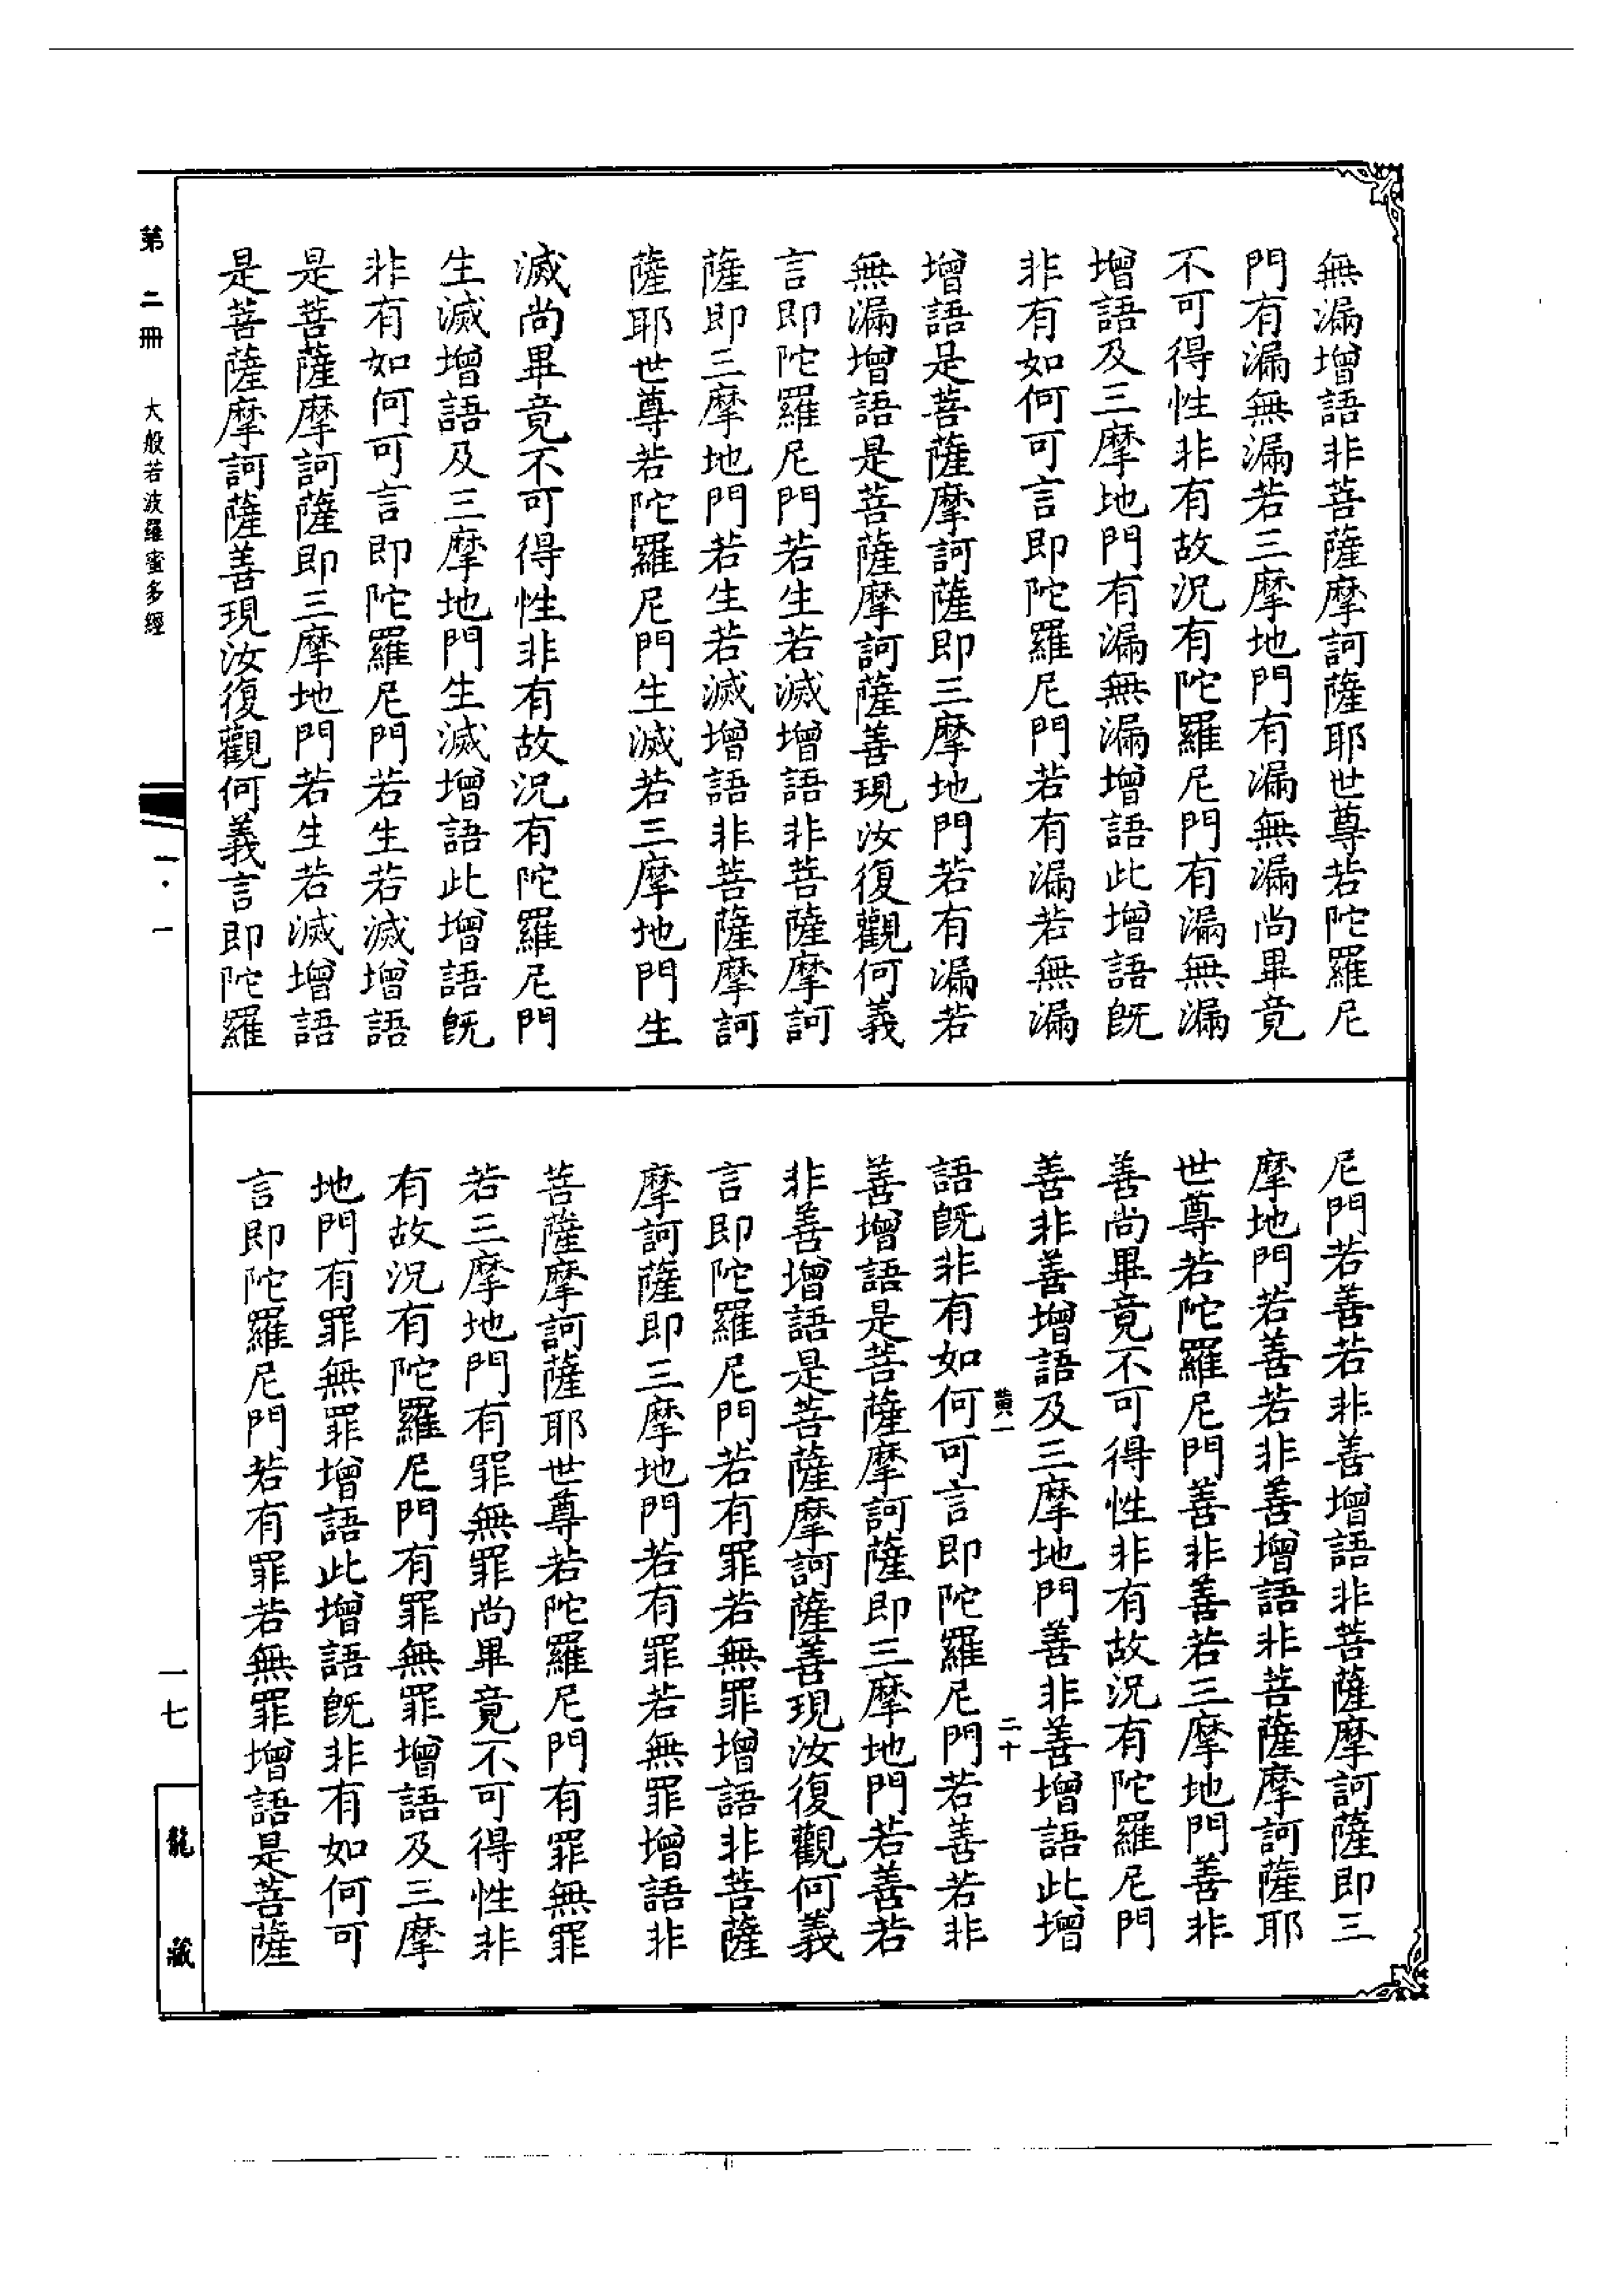 無漏增語非菩薩摩訶薩耶世尊若陀羅尼
門有漏無漏若三摩地門有漏無漏尚畢竟
不可得性非有故況有陀羅尼門有漏無漏
增語及三摩地門有漏無漏增語此增語旣
非有如何可言即陀羅尼門若有漏若無漏
增語是菩薩摩訶薩即三摩地門若有漏若
無漏增語是菩薩摩訶薩善現汝復觀何義
言即陀羅尼門若生若滅增語非菩薩摩訶
薩即三摩地門若生若滅增語非菩薩摩訶
薩耶世尊若陀羅尼門生滅若三摩地門生
滅尚畢竟不可得性非有故況有陀羅尼門
生滅增語及三摩地門生滅增語此增語旣
非有如何可言即陀羅尼門若生若滅增語
是菩薩摩訶薩即三摩地門若生若滅增語
是菩薩摩訶薩善現汝復觀何義言即陀羅
尼門若善若非善增語非菩薩摩訶薩即三
摩地門若善若非善增語非菩薩摩訶薩耶
世尊若陀羅尼門善非善若三摩地門善非
善尚畢竟不可得性非有故況有陀羅尼門
善非善增語及三摩地門善非善增語此增
黄一 二十
語旣非有如何可言即陀羅尼門若善若非
善增語是菩薩摩訶薩即三摩地門若善若
非善增語是菩薩摩訶薩善現汝復觀何義
言即陀羅尼門若有罪若無罪增語非菩薩
摩訶薩即三摩地門若有罪若無罪增語非
菩薩摩訶薩耶世尊若陀羅尼門有罪無罪
若三摩地門有罪無罪尚畢竟不可得性非
有故況有陀羅尼門有罪無罪增語及三摩
地門有罪無罪增語此增語旣非有如何可
言即陀羅尼門若有罪若無罪增語是菩薩
第二冊 大般若波羅蜜多經 一·一 一七 龍藏